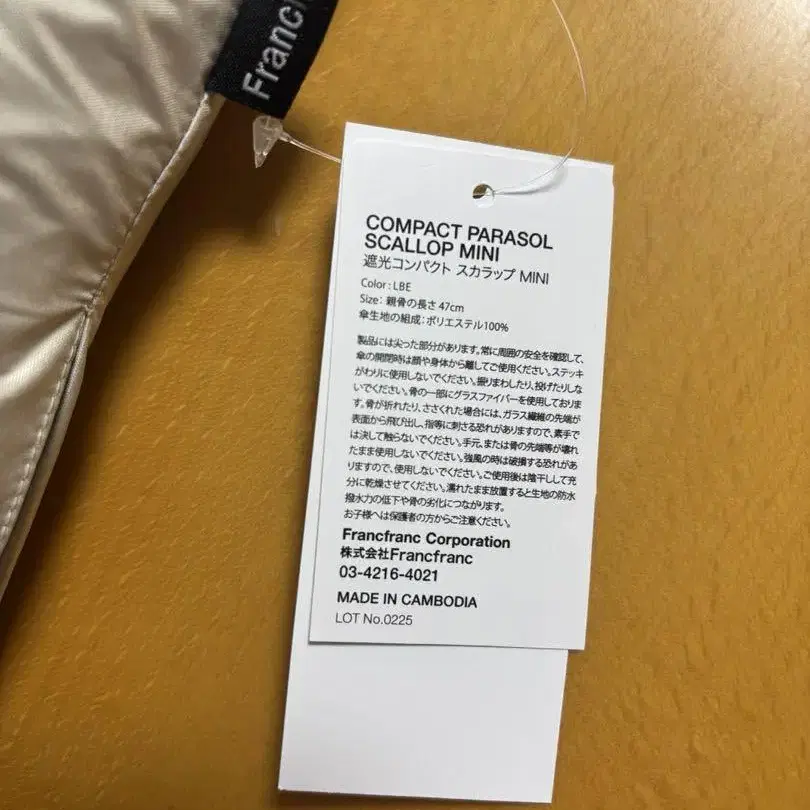 Francf
COMPACT PARASOL
SCALLOP MINI
遮光コンパクト スカラップ MINI
Color: LBE
Size: 親骨の長さ 47cm
傘生地の組成: ポリエステル100%
製品には尖った部分があります。常に周囲の安全を確認して、
傘の開閉時は顔や身体から離してご使用ください。ステッキ
がわりに使用しないでください。振りまわしたり、投げたりしな
いでください。骨の一部にグラスファイバーを使用しておりま
す。骨が折れたり、ささくれた場合には、ガラス繊維の先端が
表面から飛び出し、指等に刺さる恐れがありますので、素手で
は決して触らないでください。手元、または骨の先端等が壊れ
たまま使用しないでください。強風の時は破損する恐れがあ
りますので、使用しないでください。ご使用後は陰干しして充
分に乾燥させてください。濡れたまま放置すると生地の防水
撥水力の低下や骨の劣化につながります。
お子様へは保護者の方からご注意ください。
Francfranc Corporation
株式会社Francfranc
03-4216-4021
MADE IN CAMBODIA
LOT No.0225